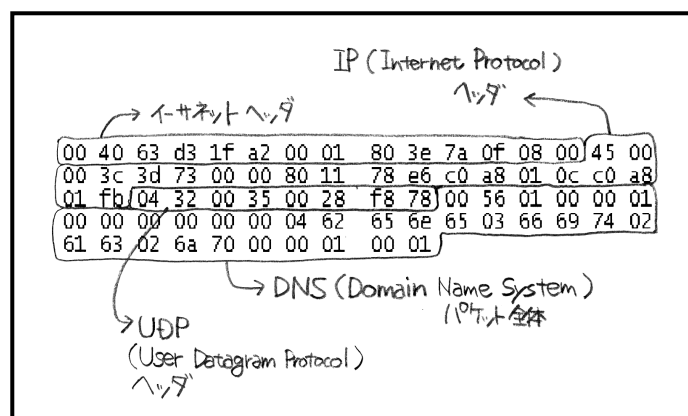 IP (Internet Protocol)
ヘッダ
イーサネットヘッダ
00 40 63 d3 1f a2 00 01 80 3e 7a 0f 08 00 45 00
00 3c 3d 73 00 00 80 11 78 e6 c0 a8 01 0c c0 a8
01 fb 04 32 00 35 00 28 f8 78 00 56 01 00 00 01
00 00 00 00 00 00 04 62 65 6e 65 03 66 69 74 02
61 63 02 6a 70 00 00 01 00 01
DNS (Domain Name System)
パケット全体
UDP
(User Datagram Protocol)
ヘッダ